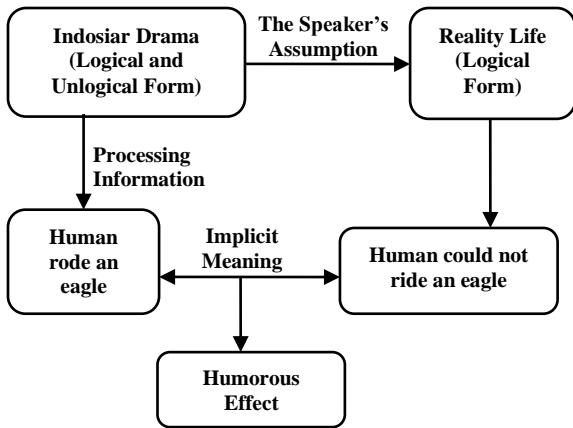 Indosiar Drama
(Logical and
Unlogical Form)
The Speaker's
Assumption
Reality Life
(Logical
Form)
Processing
Information
Human
rode an
eagle
Implicit
Meaning
Human could not
ride an eagle
Humorous
Effect